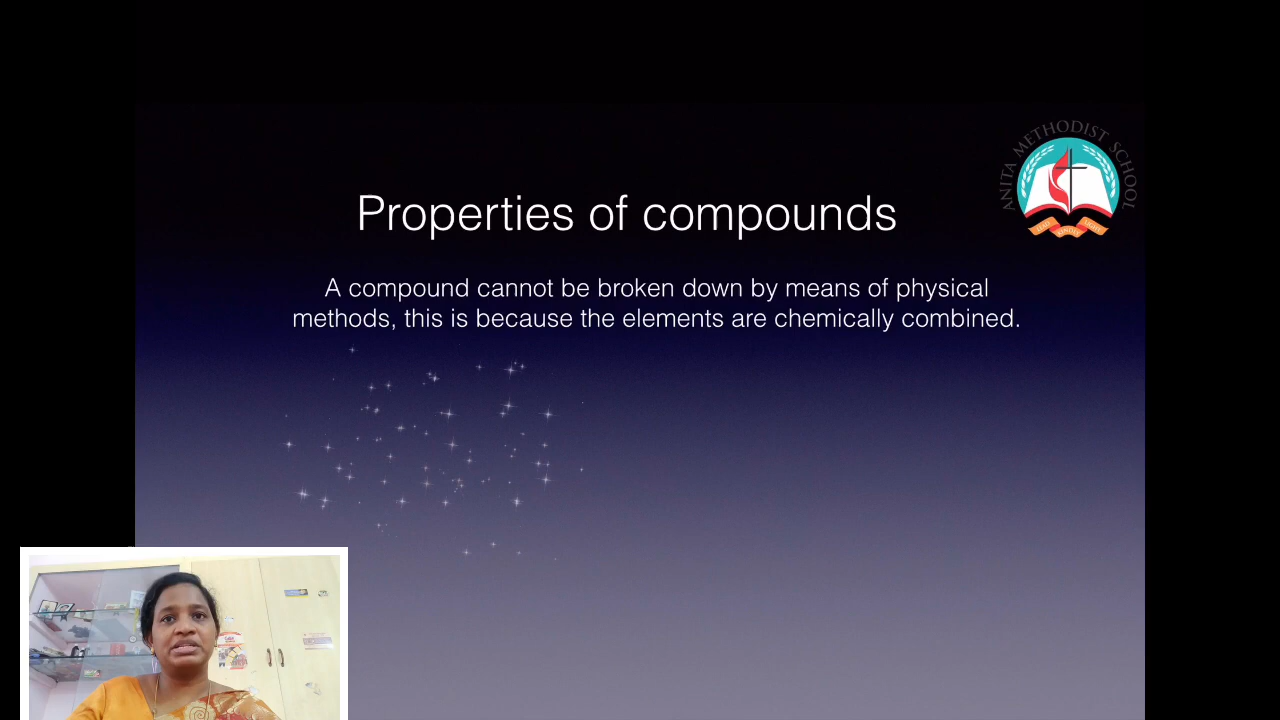 ANITA METHODIST SCHOOL
Properties of compounds
A compound cannot be broken down by means of physical
methods, this is because the elements are chemically combined.